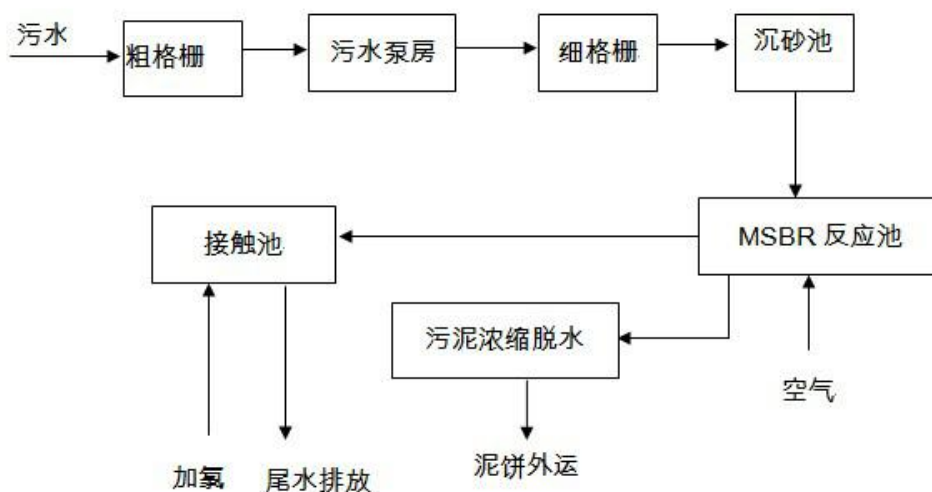 污水
粗格栅
污水泵房
细格栅
沉砂池
接触池
MSBR 反应池
污泥浓缩脱水
空气
加氯
尾水排放
泥饼外运